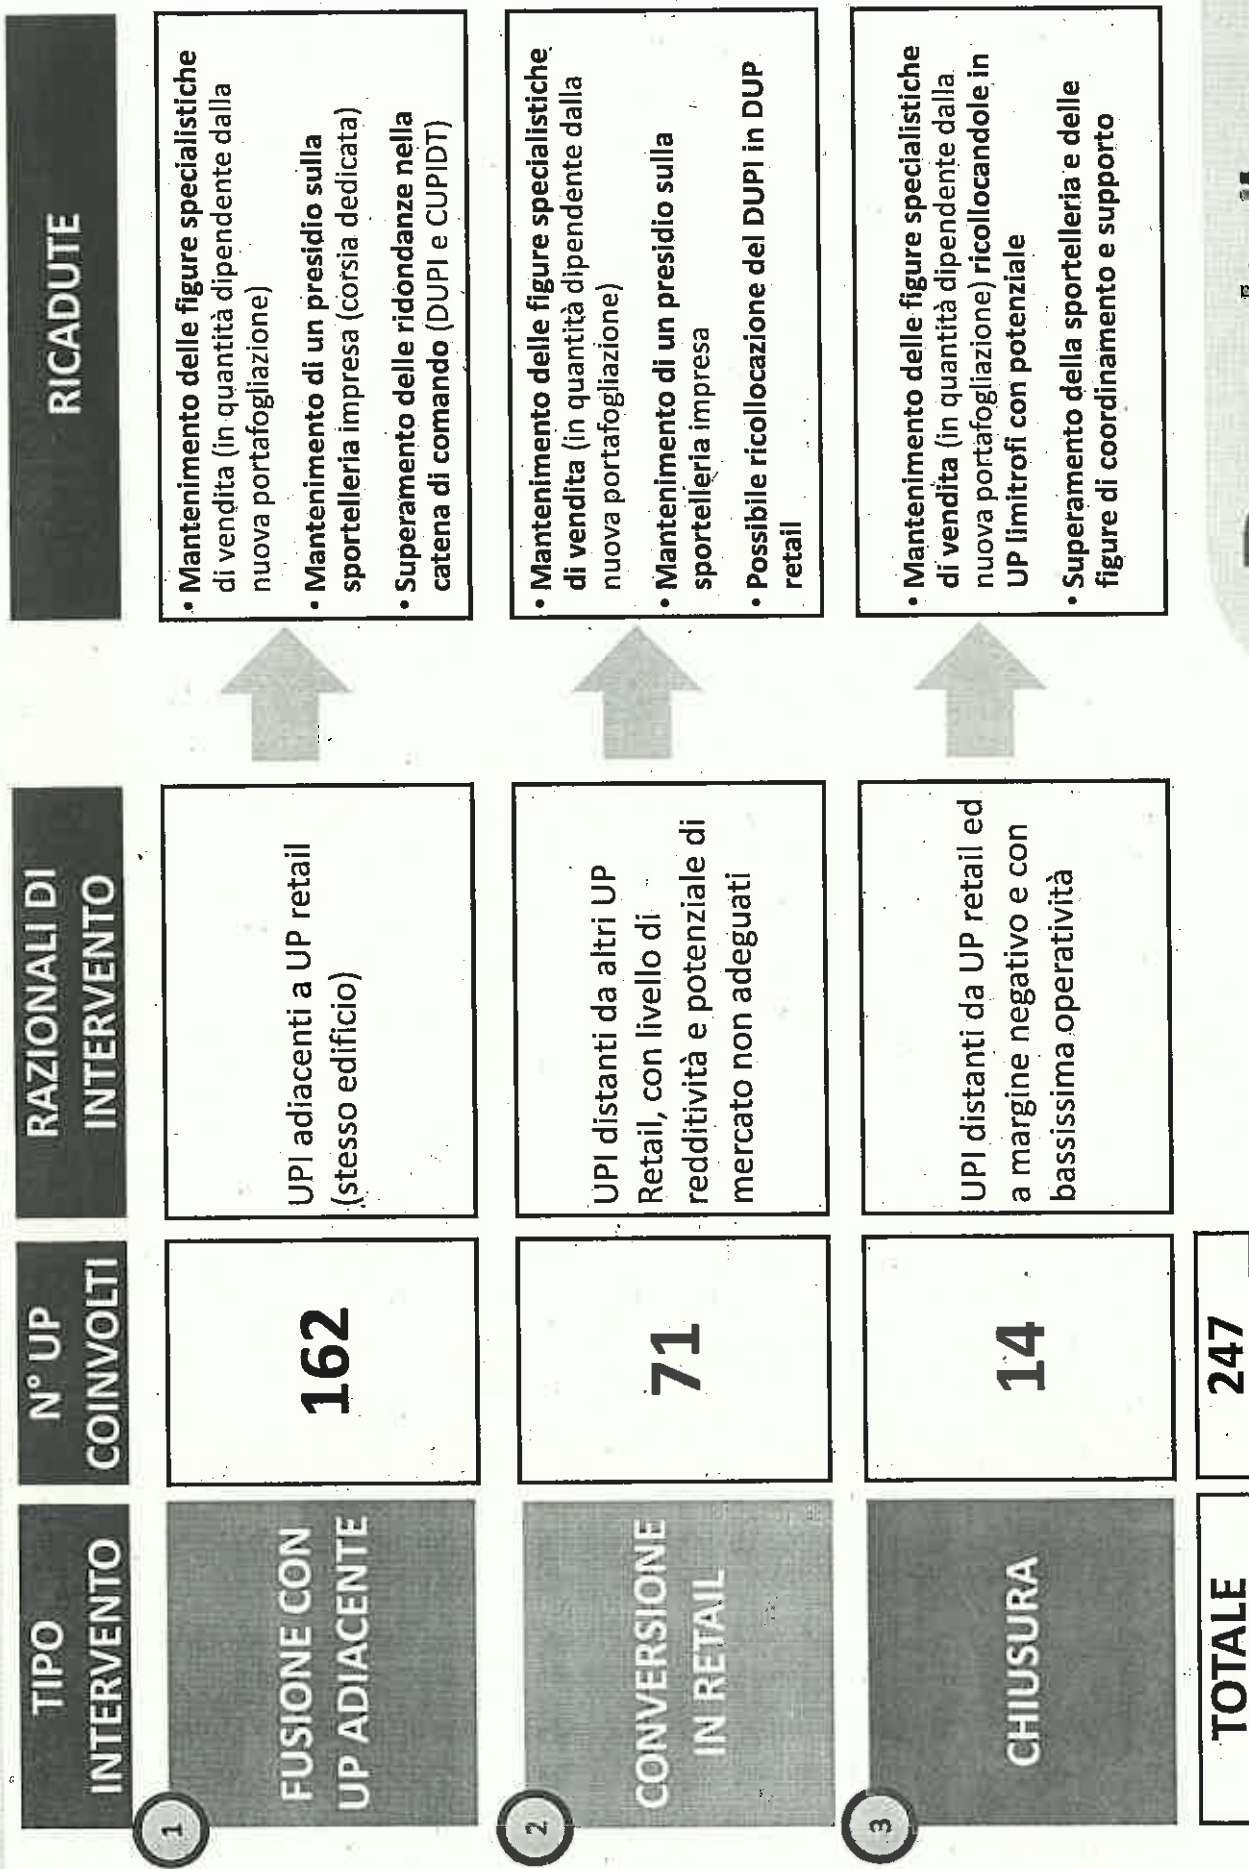 TIPO
INTERVENTO
N° UP
COINVOLTI
RAZIONALI DI
INTERVENTO
RICADUTE
1
FUSIONE CON
UP ADIACENTE
162
UPI adiacenti a UP retail
(stesso edificio)
• Mantenimento delle figure specialistiche
di vendita (in quantità dipendente dalla
nuova portafogliazione)
• Mantenimento di un presidio sulla
sportelleria impresa (corsia dedicata)
• Superamento delle ridondanze nella
catena di comando (DUPI e CUPIDT)
2
CONVERSIONE
IN RETAIL
71
UPI distanti da altri UP
Retail, con livello di
redditività e potenziale di
mercato non adeguati
• Mantenimento delle figure specialistiche
di vendita (in quantità dipendente dalla
nuova portafogliazione)
• Mantenimento di un presidio sulla
sportelleria impresa
• Possibile ricollocazione del DUPI in DUP
retail
3
CHIUSURA
14
UPI distanti da UP retail ed
a margine negativo e con
bassissima operatività
• Mantenimento delle figure specialistiche
di vendita (in quantità dipendente dalla
nuova portafogliazione) ricollocandole in
UP limitrofi con potenziale
• Superamento della sportelleria e delle
figure di coordinamento e supporto
TOTALE
247